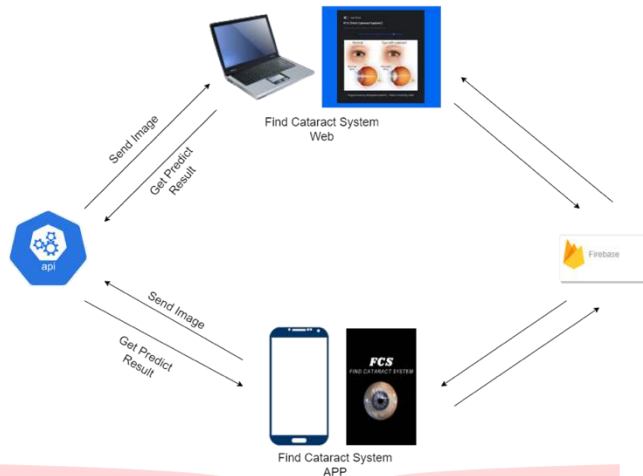 Find Cataract System
Web
Send Image
Get Predict
Result
api
Firebase
Send Image
Get Predict
Result
FCS
FIND CATARACT SYSTEM
Find Cataract System
APP